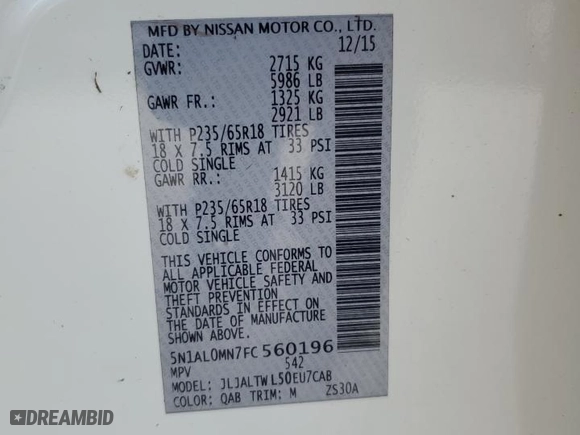 MFD BY NISSAN MOTOR CO., LTD.
DATE: 12/15
GVWR: 2715 KG
5986 LB
GAWR FR.: 1325 KG
2921 LB
WITH P235/65R18 TIRES
18 X 7.5 RIMS AT 33 PSI
COLD SINGLE
GAWR RR.: 1415 KG
3120 LB
WITH P235/65R18 TIRES
18 X 7.5 RIMS AT 33 PSI
COLD SINGLE
THIS VEHICLE CONFORMS TO
ALL APPLICABLE FEDERAL
MOTOR VEHICLE SAFETY AND
THEFT PREVENTION
STANDARDS IN EFFECT ON
THE DATE OF MANUFACTURE
SHOWN ABOVE.
5N1AL0MN7FC560196
MPV 542
MODEL: JLJALTWL50EU7CAB
COLOR: QAB TRIM: M ZS30A
DREAMBID